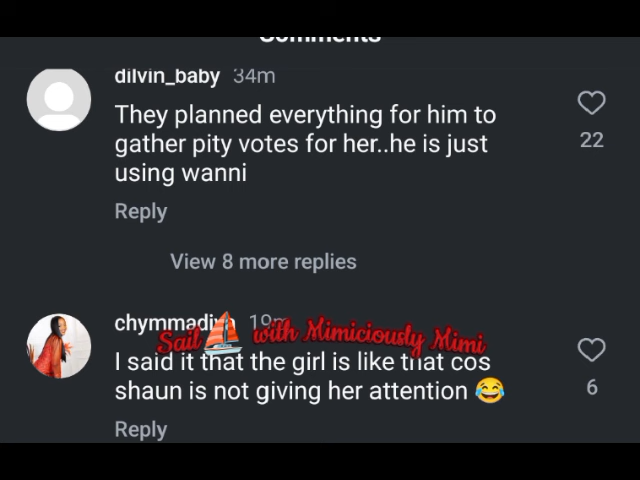 Comments
dilvin_baby 34m
They planned everything for him to
gather pity votes for her..he is just
using wanni
22
Reply
View 8 more replies
Sail⛵ with Mimiciously Mimi
I said it that the girl is like that cos
shaun is not giving her attention 😂
6
Reply